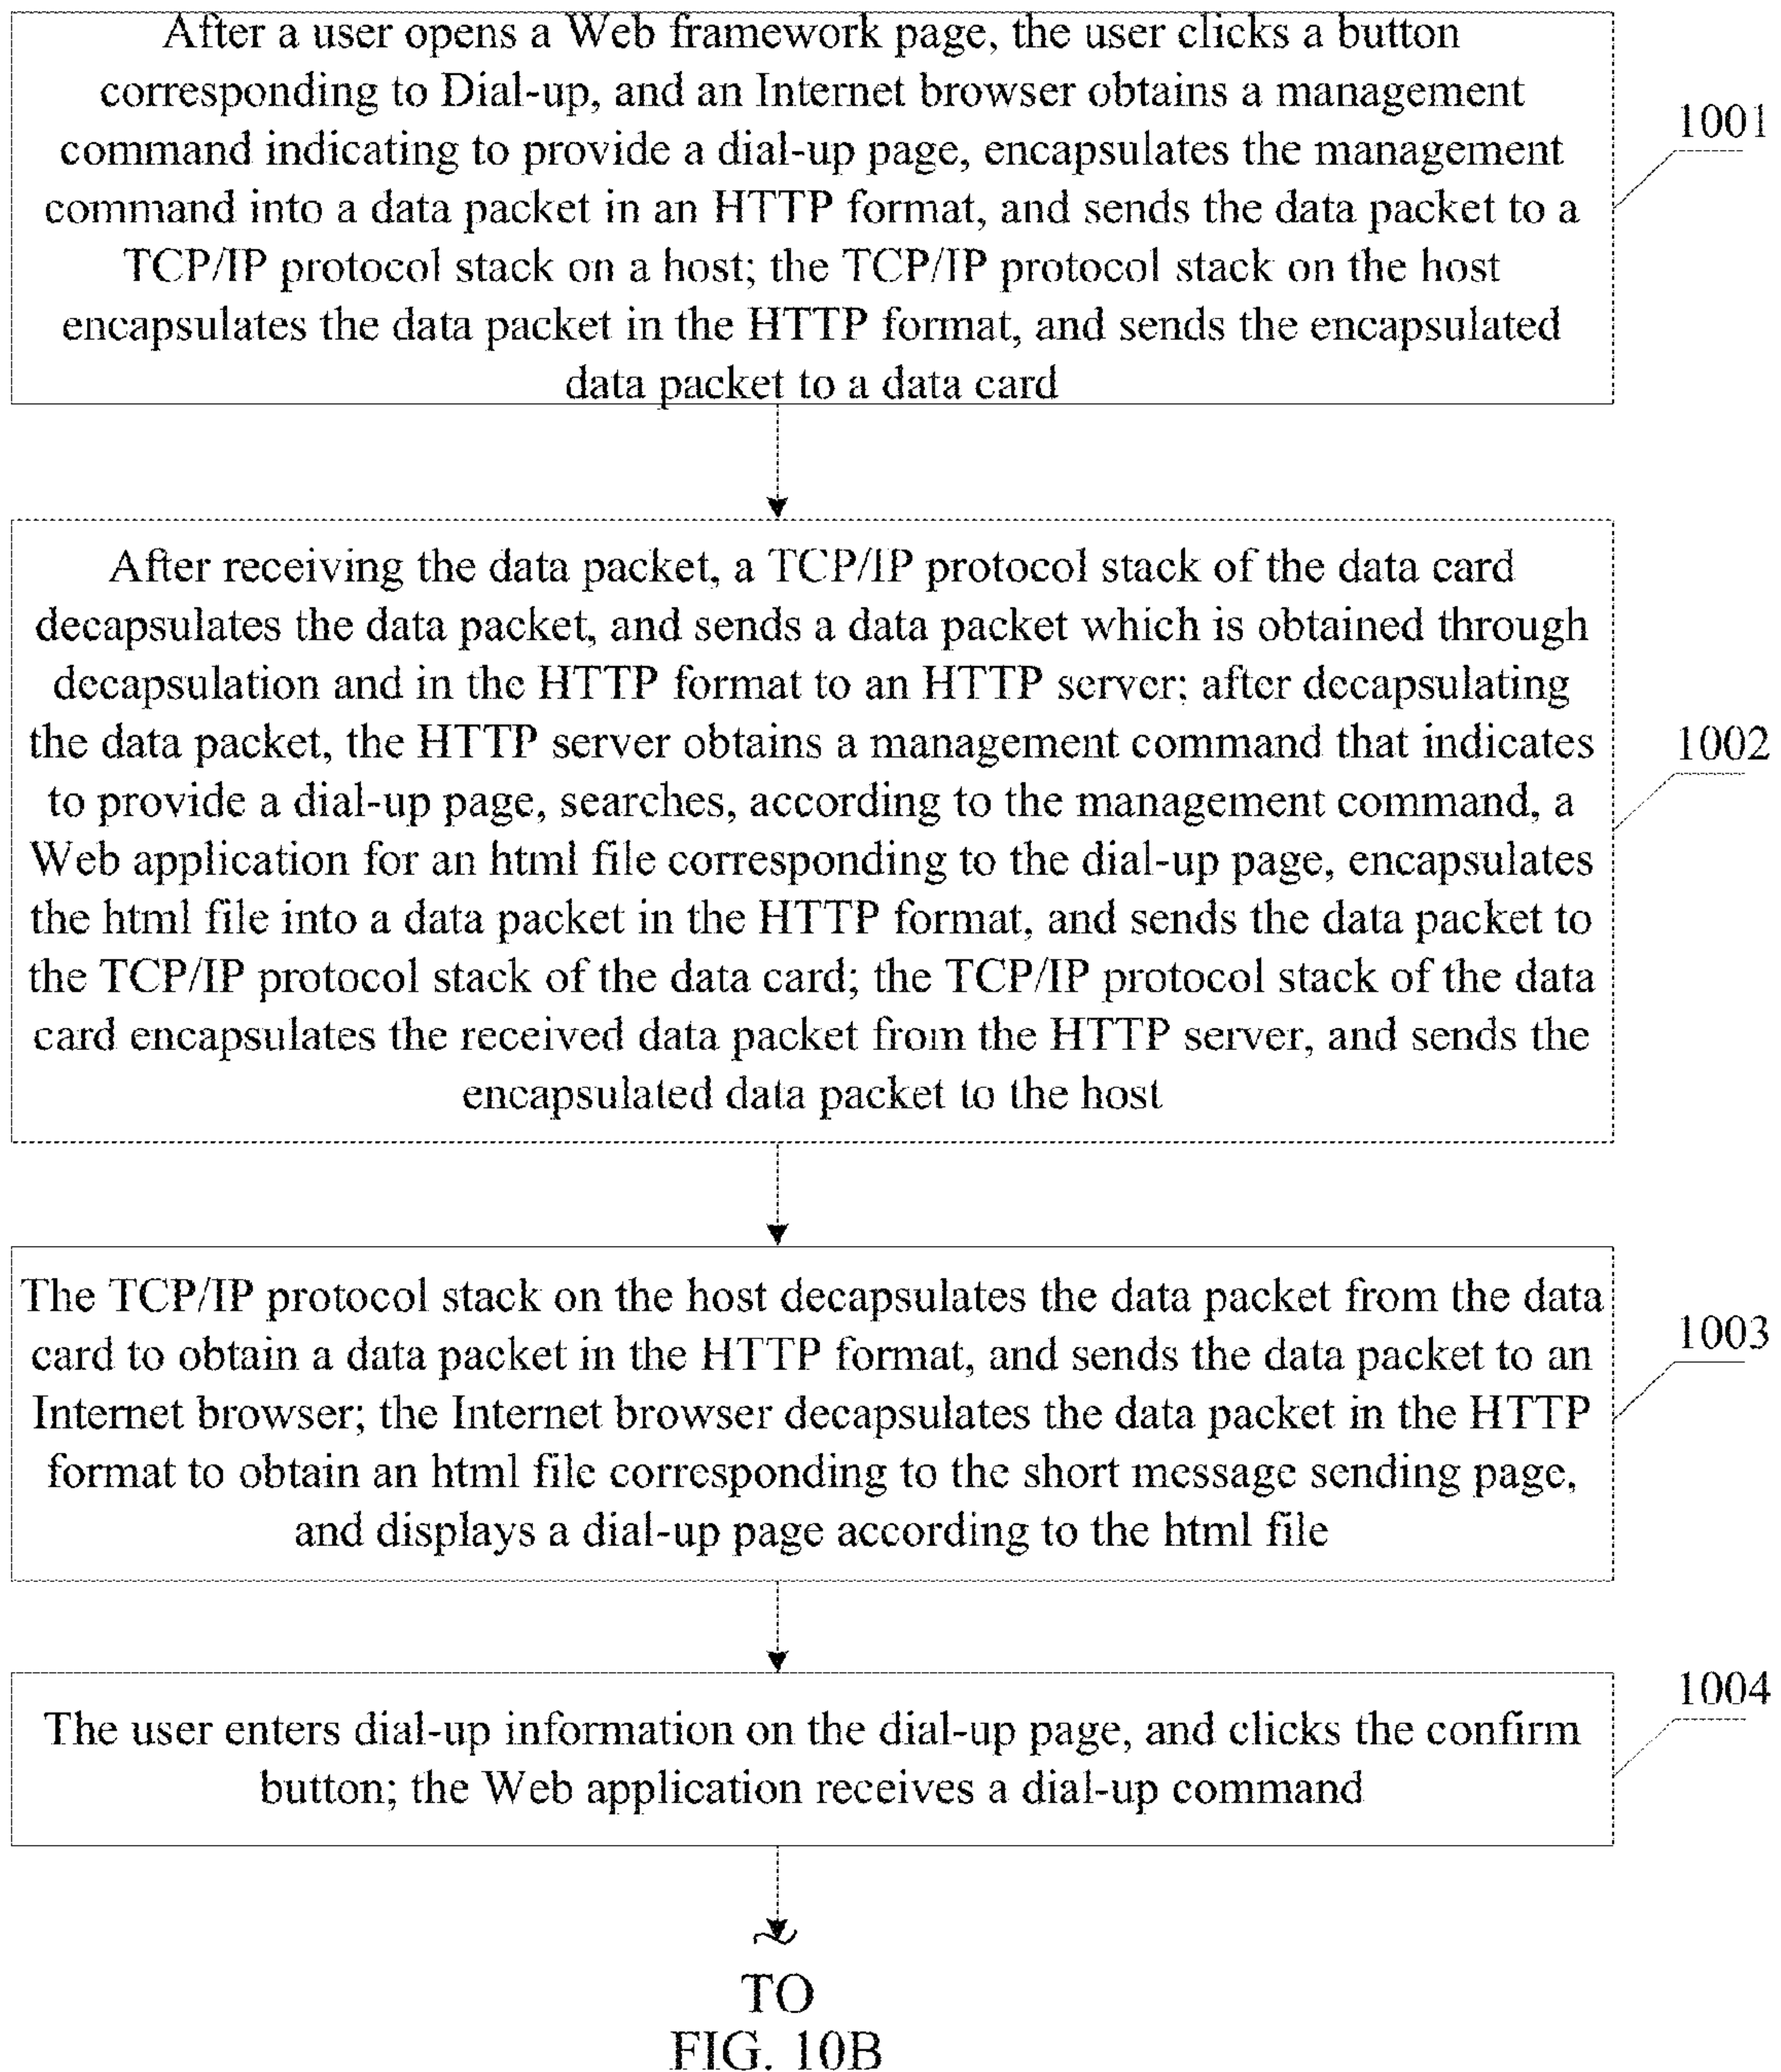 After a user opens a Web framework page, the user clicks a button
corresponding to Dial-up, and an Internet browser obtains a management
command indicating to provide a dial-up page, encapsulates the management
command into a data packet in an HTTP format, and sends the data packet to a
TCP/IP protocol stack on a host; the TCP/IP protocol stack on the host
encapsulates the data packet in the HTTP format, and sends the encapsulated
data packet to a data card
1001
After receiving the data packet, a TCP/IP protocol stack of the data card
decapsulates the data packet, and sends a data packet which is obtained through
decapsulation and in the HTTP format to an HTTP server; after decapsulating
the data packet, the HTTP server obtains a management command that indicates
to provide a dial-up page, searches, according to the management command, a
Web application for an html file corresponding to the dial-up page, encapsulates
the html file into a data packet in the HTTP format, and sends the data packet to
the TCP/IP protocol stack of the data card; the TCP/IP protocol stack of the data
card encapsulates the received data packet from the HTTP server, and sends the
encapsulated data packet to the host
1002
The TCP/IP protocol stack on the host decapsulates the data packet from the data
card to obtain a data packet in the HTTP format, and sends the data packet to an
Internet browser; the Internet browser decapsulates the data packet in the HTTP
format to obtain an html file corresponding to the short message sending page,
and displays a dial-up page according to the html file
1003
The user enters dial-up information on the dial-up page, and clicks the confirm
button; the Web application receives a dial-up command
1004
TO
FIG. 10B